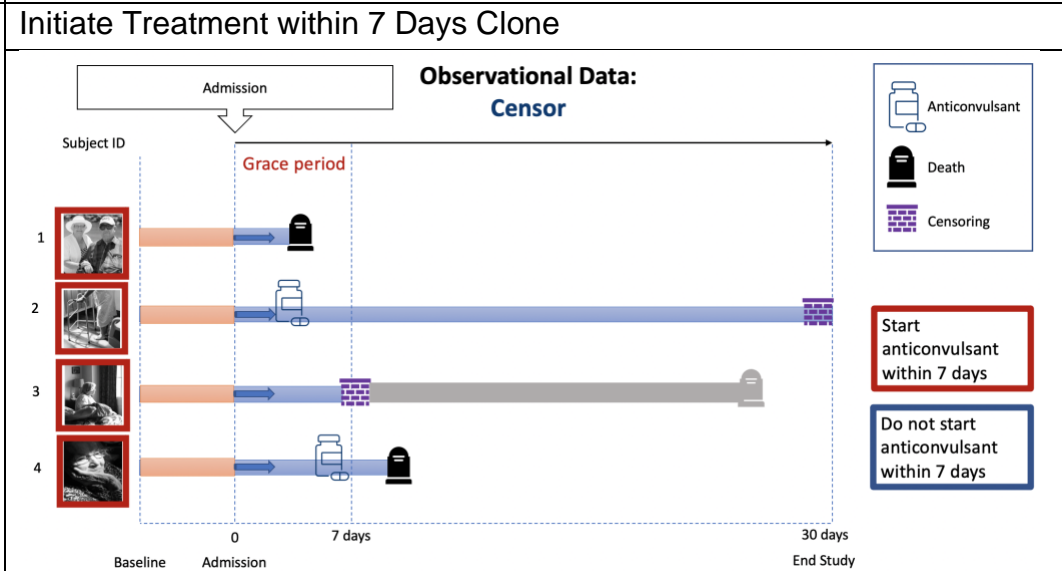 Initiate Treatment within 7 Days Clone
Observational Data:
Censor
Admission
Subject ID
Grace period
Anticonvulsant
Death
Censoring
1
2
3
4
Start
anticonvulsant
within 7 days
Do not start
anticonvulsant
within 7 days
0
7 days
30 days
Baseline
Admission
End Study